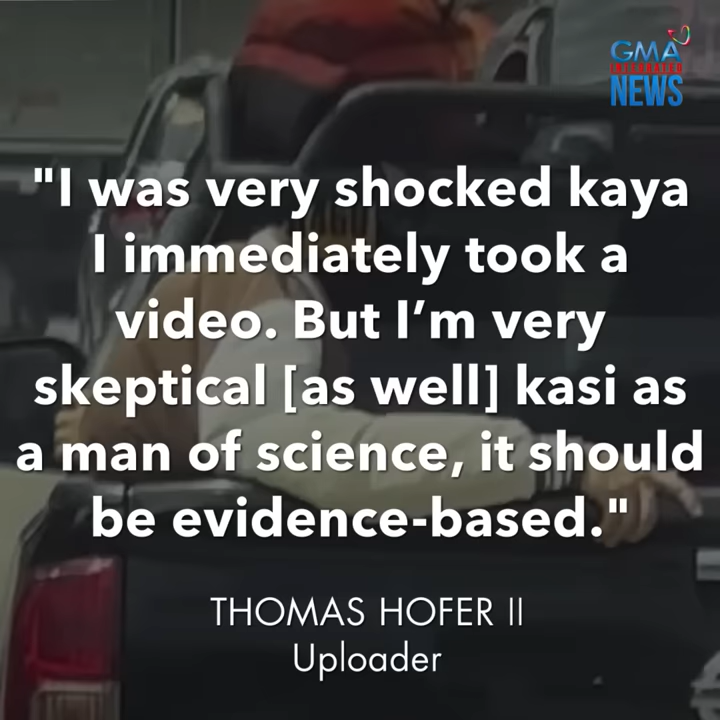 GMA
INTEGRATED
NEWS
"I was very shocked kaya
I immediately took a
video. But I’m very
skeptical [as well] kasi as
a man of science, it should
be evidence-based."
THOMAS HOFER II
Uploader